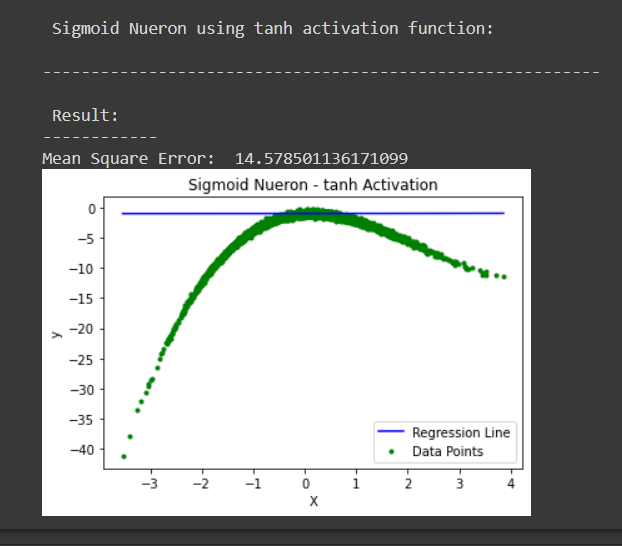 Sigmoid Nueron using tanh activation function:
----------------------------------------------------------
Result:
------------
Mean Square Error:  14.578501136171099
Sigmoid Nueron - tanh Activation
0
−5
−10
−15
−20
−25
−30
−35
−40
y
Regression Line
Data Points
−3 −2 −1 0 1 2 3 4
X